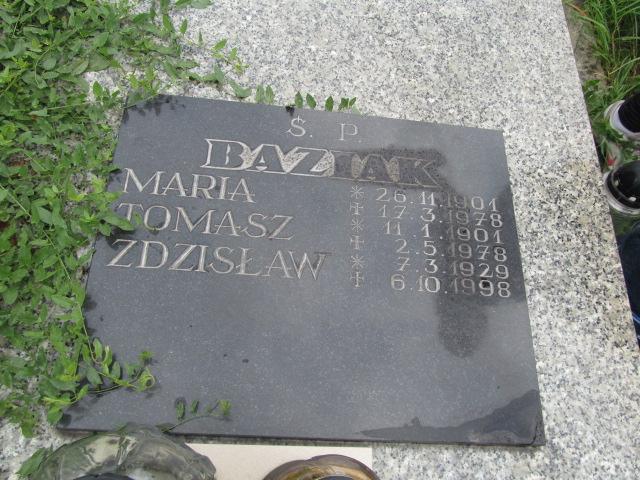 Ś. P.
BAZIAK
MARIA * 26.11.1901
✝ 17.3.1978
TOMASZ * 11.1.1901
✝ 2.5.1978
ZDZISŁAW * 7.3.1929
✝ 6.10.1998